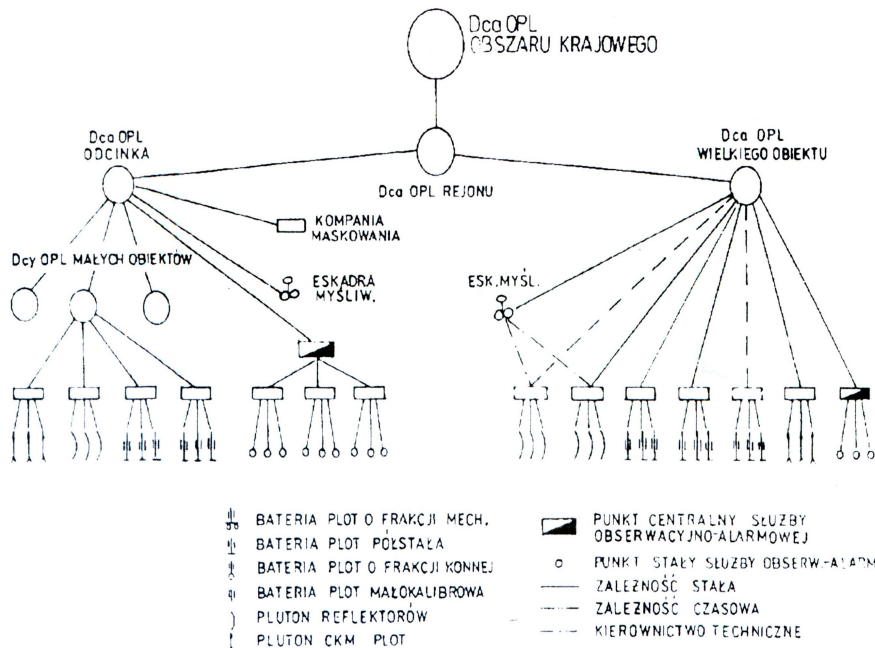 Dca OPL
OBSZARU KRAJOWEGO
Dca OPL
ODCINKA
Dca OPL
WIELKIEGO OBIEKTU
Dca OPL REJONU
KOMPANIA
MASKOWANIA
Dcy OPL MAŁYCH OBIEKTÓW
ESKADRA
MYŚLIW.
ESK. MYŚL.
BATERIA PLOT O FRAKCJI MECH.
BATERIA PLOT PÓŁSTAŁA
BATERIA PLOT O FRAKCJI KONNEJ
BATERIA PLOT MAŁOKALIBROWA
PLUTON REFLEKTORÓW
PLUTON CKM PLOT
PUNKT CENTRALNY SŁUŻBY
OBSERWACYJNO-ALARMOWEJ
PUNKT STAŁY SŁUŻBY OBSERW.-ALARM
ZALEŻNOŚĆ STAŁA
ZALEŻNOŚĆ CZASOWA
KIEROWNICTWO TECHNICZNE